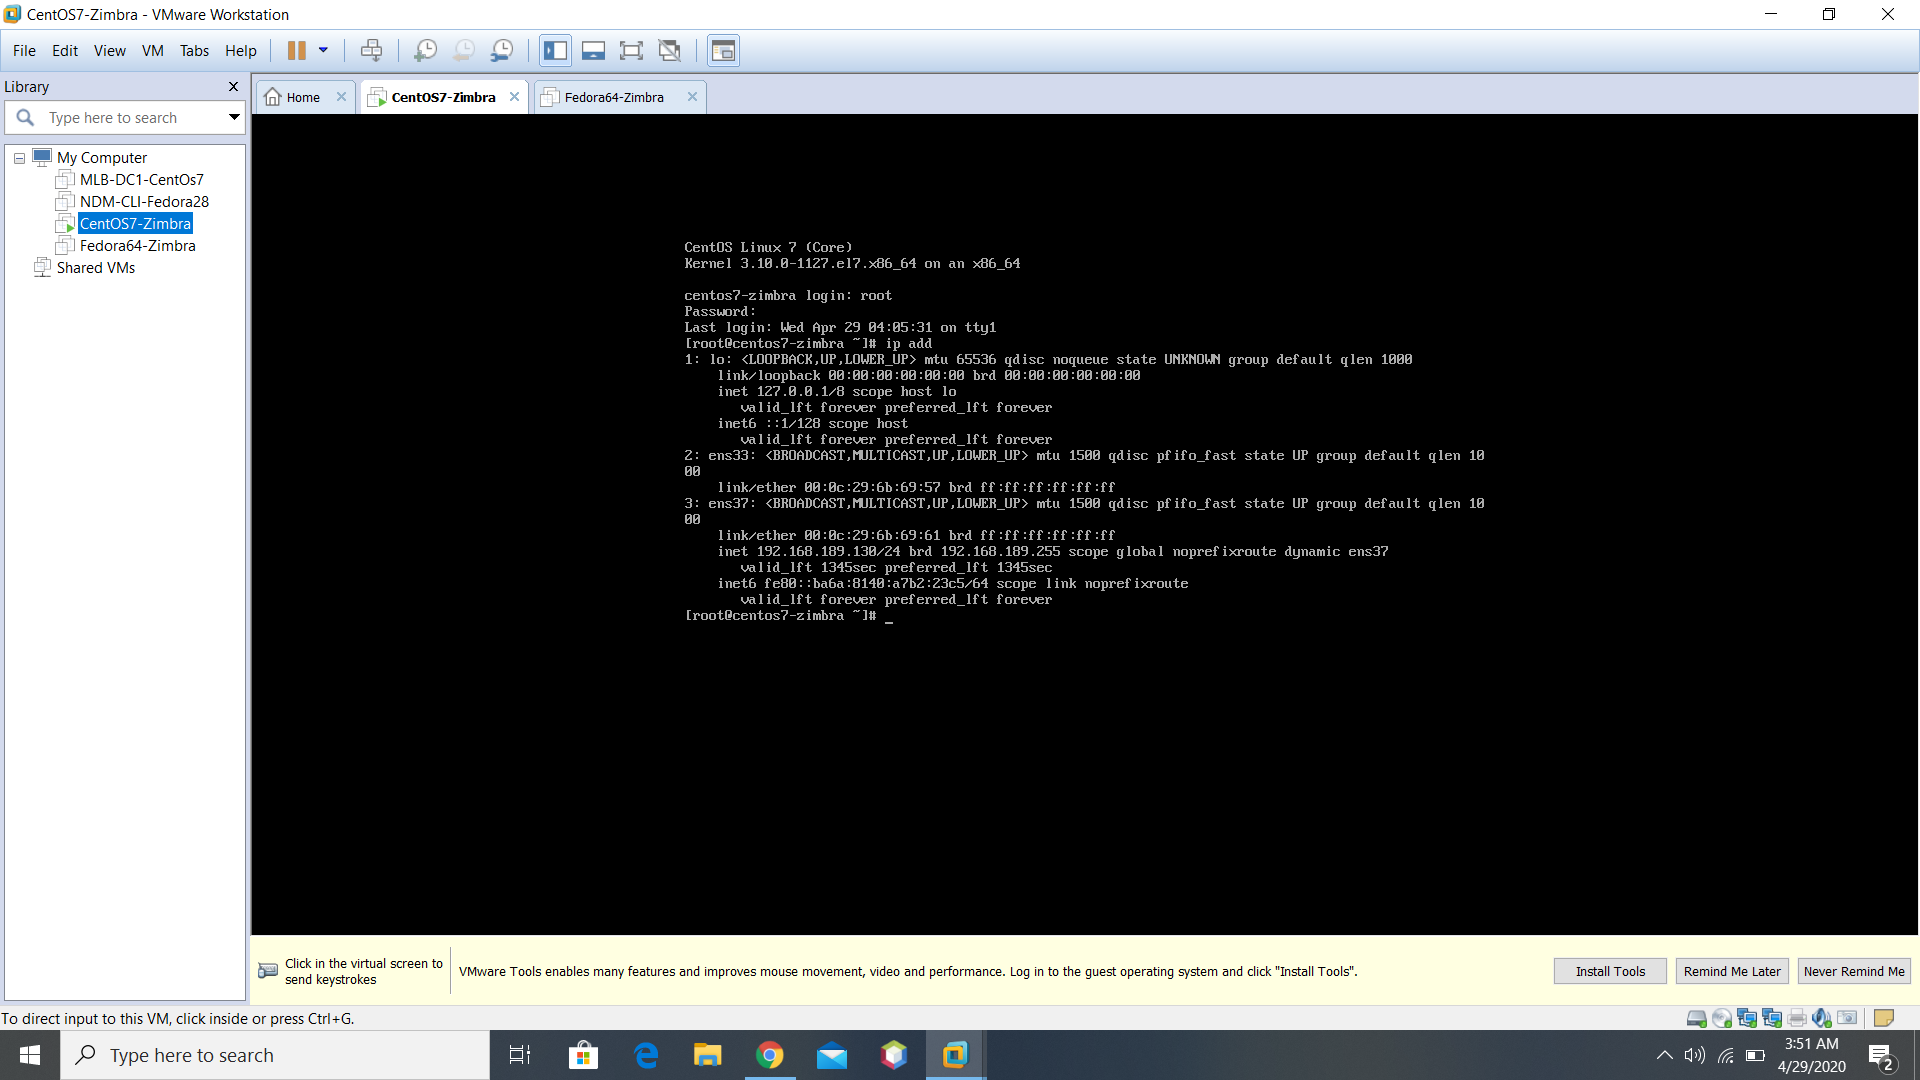 CentOS7-Zimbra - VMware Workstation
File Edit View VM Tabs Help
Library
Type here to search
My Computer
MLB-DC1-CentOs7
NDM-CLI-Fedora28
CentOS7-Zimbra
Fedora64-Zimbra
Shared VMs
Home
CentOS7-Zimbra
Fedora64-Zimbra
CentOS Linux 7 (Core)
Kernel 3.10.0-1127.el7.x86_64 on an x86_64
centos7-zimbra login: root
Password:
Last login: Wed Apr 29 04:05:31 on tty1
[root@centos7-zimbra ~]# ip add
1: lo: <LOOPBACK,UP,LOWER_UP> mtu 65536 qdisc noqueue state UNKNOWN group default qlen 1000
link/loopback 00:00:00:00:00:00 brd 00:00:00:00:00:00
inet 127.0.0.1/8 scope host lo
valid_lft forever preferred_lft forever
inet6 ::1/128 scope host
valid_lft forever preferred_lft forever
2: ens33: <BROADCAST,MULTICAST,UP,LOWER_UP> mtu 1500 qdisc pfifo_fast state UP group default qlen 10
00
link/ether 00:0c:29:6b:69:57 brd ff:ff:ff:ff:ff:ff
3: ens37: <BROADCAST,MULTICAST,UP,LOWER_UP> mtu 1500 qdisc pfifo_fast state UP group default qlen 10
00
link/ether 00:0c:29:6b:69:61 brd ff:ff:ff:ff:ff:ff
inet 192.168.189.130/24 brd 192.168.189.255 scope global noprefixroute dynamic ens37
valid_lft 1345sec preferred_lft 1345sec
inet6 fe80::ba6a:8140:a7b2:23c5/64 scope link noprefixroute
valid_lft forever preferred_lft forever
[root@centos7-zimbra ~]# _
Click in the virtual screen to
send keystrokes
VMware Tools enables many features and improves mouse movement, video and performance. Log in to the guest operating system and click "Install Tools".
Install Tools
Remind Me Later
Never Remind Me
To direct input to this VM, click inside or press Ctrl+G.
Type here to search
3:51 AM
4/29/2020
2